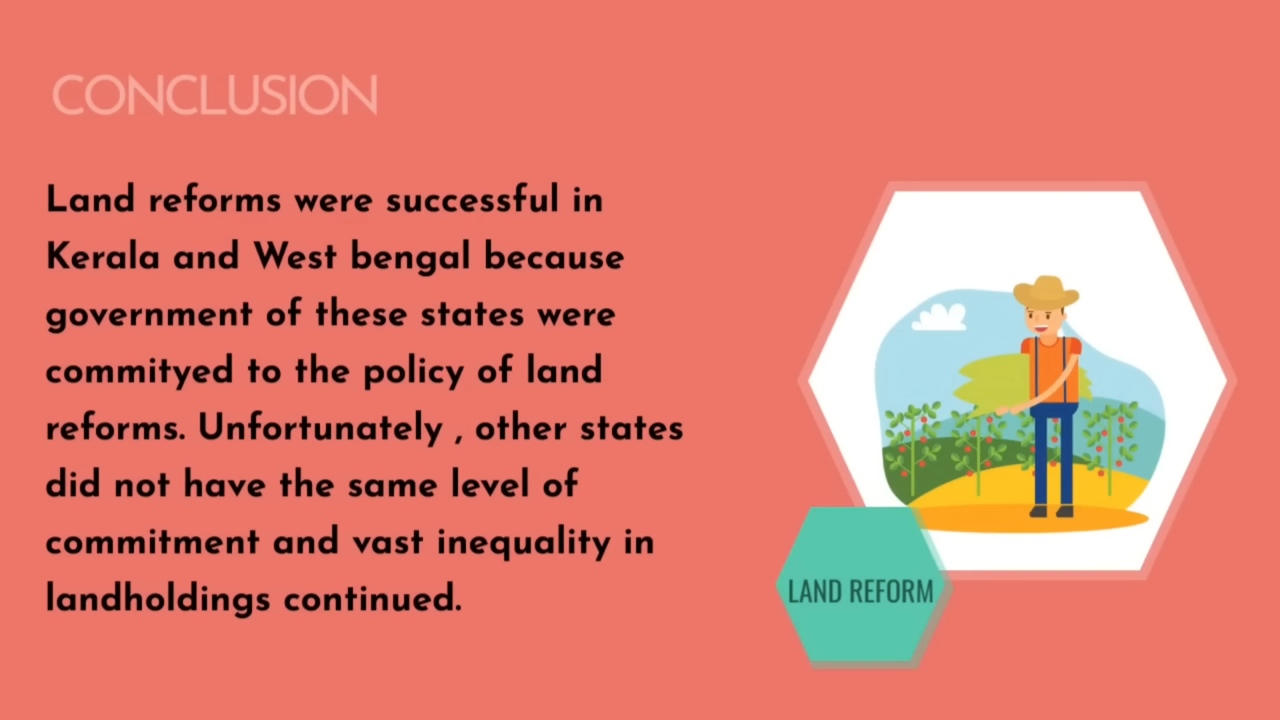 CONCLUSION
Land reforms were successful in
Kerala and West bengal because
government of these states were
commityed to the policy of land
reforms. Unfortunately , other states
did not have the same level of
commitment and vast inequality in
landholdings continued.
LAND REFORM